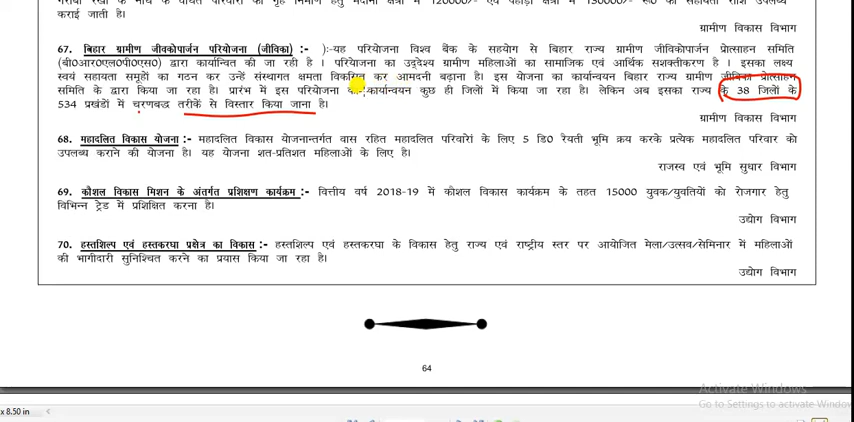 कराई जाती है।
ग्रामीण विकास विभाग
67. बिहार ग्रामीण जीवकोपार्जन परियोजना (जीविका) :- ):-यह परियोजना विश्व बैंक के सहयोग से बिहार राज्य ग्रामीण जीविकोपार्जन प्रोत्साहन समिति
(बी0आर0एल0पी0एस0) द्वारा कार्यान्वित की जा रही है । परियोजना का उद्देश्य ग्रामीण महिलाओं का सामाजिक एवं आर्थिक सशक्तीकरण है । इसका लक्ष्य
स्वयं सहायता समूहों का गठन कर उन्हें संस्थागत क्षमता विकसित कर आमदनी बढ़ाना है। इस योजना का कार्यान्वयन बिहार राज्य ग्रामीण जीविका प्रोत्साहन
समिति के द्वारा किया जा रहा है। प्रारंभ में इस परियोजना का कार्यान्वयन कुछ ही जिलों में किया जा रहा है। लेकिन अब इसका राज्य के 38 जिलों के
534 प्रखंडों में चरणबद्ध तरीकें से विस्तार किया जाना है।
ग्रामीण विकास विभाग
68. महादलित विकास योजना :- महादलित विकास योजनान्तर्गत वास रहित महादलित परिवारों के लिए 5 डि0 रैयती भूमि क्रय करके प्रत्येक महादलित परिवार को
उपलब्ध कराने की योजना है। यह योजना शत-प्रतिशत महिलाओं के लिए है।
राजस्व एवं भूमि सुधार विभाग
69. कौशल विकास मिशन के अंतर्गत प्रशिक्षण कार्यक्रम :- वित्तीय वर्ष 2018-19 में कौशल विकास कार्यक्रम के तहत 15000 युवक/युवतियों को रोजगार हेतु
विभिन्न ट्रेड में प्रशिक्षित करना है।
उद्योग विभाग
70. हस्तशिल्प एवं हस्तकरघा प्रक्षेत्र का विकास :- हस्तशिल्प एवं हस्तकरघा के विकास हेतु राज्य एवं राष्ट्रीय स्तर पर आयोजित मेला/उत्सव/सेमिनार में महिलाओं
की भागीदारी सुनिश्चित करने का प्रयास किया जा रहा है।
उद्योग विभाग
64
Activate Windows
Go to Settings to activate Window
x 8.50 in